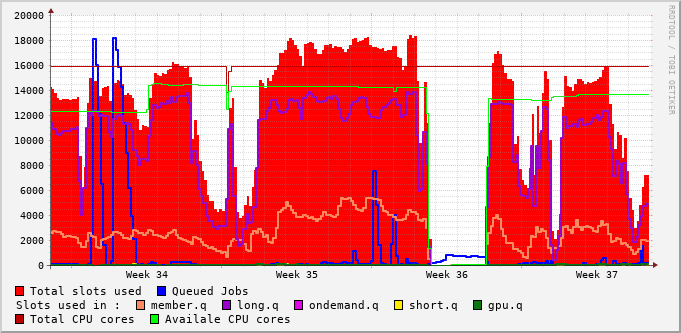 20000
18000
16000
14000
12000
10000
8000
6000
4000
2000
0
Week 34 Week 35 Week 36 Week 37
Total slots used Queued Jobs
Slots used in : member.q long.q ondemand.q short.q gpu.q
Total CPU cores Availale CPU cores
RRDTOOL / TOBI OETIKER